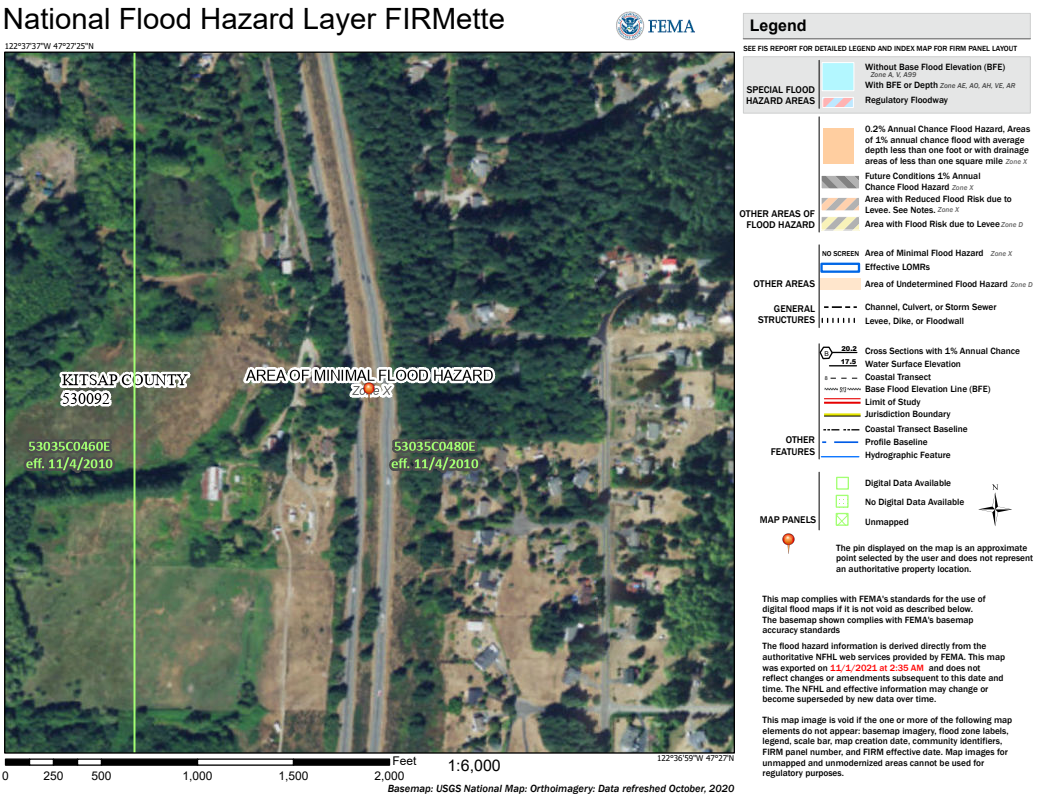 National Flood Hazard Layer FIRMette
FEMA
122°37'37"W 47°27'25"N
KITSAP COUNTY
530092
AREA OF MINIMAL FLOOD HAZARD
Zone X
53035C0460E
eff. 11/4/2010
53035C0480E
eff. 11/4/2010
0 250 500 1,000 1,500 2,000
Feet
1:6,000
122°36'59"W 47°27'N
Basemap: USGS National Map: Orthoimagery: Data refreshed October, 2020
Legend
SEE FIS REPORT FOR DETAILED LEGEND AND INDEX MAP FOR FIRM PANEL LAYOUT
SPECIAL FLOOD
HAZARD AREAS
Without Base Flood Elevation (BFE)
Zone A, V, A99
With BFE or Depth Zone AE, AO, AH, VE, AR
Regulatory Floodway
OTHER AREAS OF
FLOOD HAZARD
0.2% Annual Chance Flood Hazard, Areas
of 1% annual chance flood with average
depth less than one foot or with drainage
areas of less than one square mile Zone X
Future Conditions 1% Annual
Chance Flood Hazard Zone X
Area with Reduced Flood Risk due to
Levee. See Notes. Zone X
Area with Flood Risk due to Levee Zone D
OTHER AREAS
NO SCREEN Area of Minimal Flood Hazard Zone X
Effective LOMRs
Area of Undetermined Flood Hazard Zone D
GENERAL
STRUCTURES
Channel, Culvert, or Storm Sewer
Levee, Dike, or Floodwall
OTHER
FEATURES
B 20.2 Cross Sections with 1% Annual Chance
17.5 Water Surface Elevation
8 Coastal Transect
513 Base Flood Elevation Line (BFE)
Limit of Study
Jurisdiction Boundary
Coastal Transect Baseline
Profile Baseline
Hydrographic Feature
MAP PANELS
Digital Data Available
No Digital Data Available
Unmapped
N
The pin displayed on the map is an approximate
point selected by the user and does not represent
an authoritative property location.
This map complies with FEMA's standards for the use of
digital flood maps if it is not void as described below.
The basemap shown complies with FEMA's basemap
accuracy standards
The flood hazard information is derived directly from the
authoritative NFHL web services provided by FEMA. This map
was exported on 11/1/2021 at 2:35 AM and does not
reflect changes or amendments subsequent to this date and
time. The NFHL and effective information may change or
become superseded by new data over time.
This map image is void if the one or more of the following map
elements do not appear: basemap imagery, flood zone labels,
legend, scale bar, map creation date, community identifiers,
FIRM panel number, and FIRM effective date. Map images for
unmapped and unmodernized areas cannot be used for
regulatory purposes.